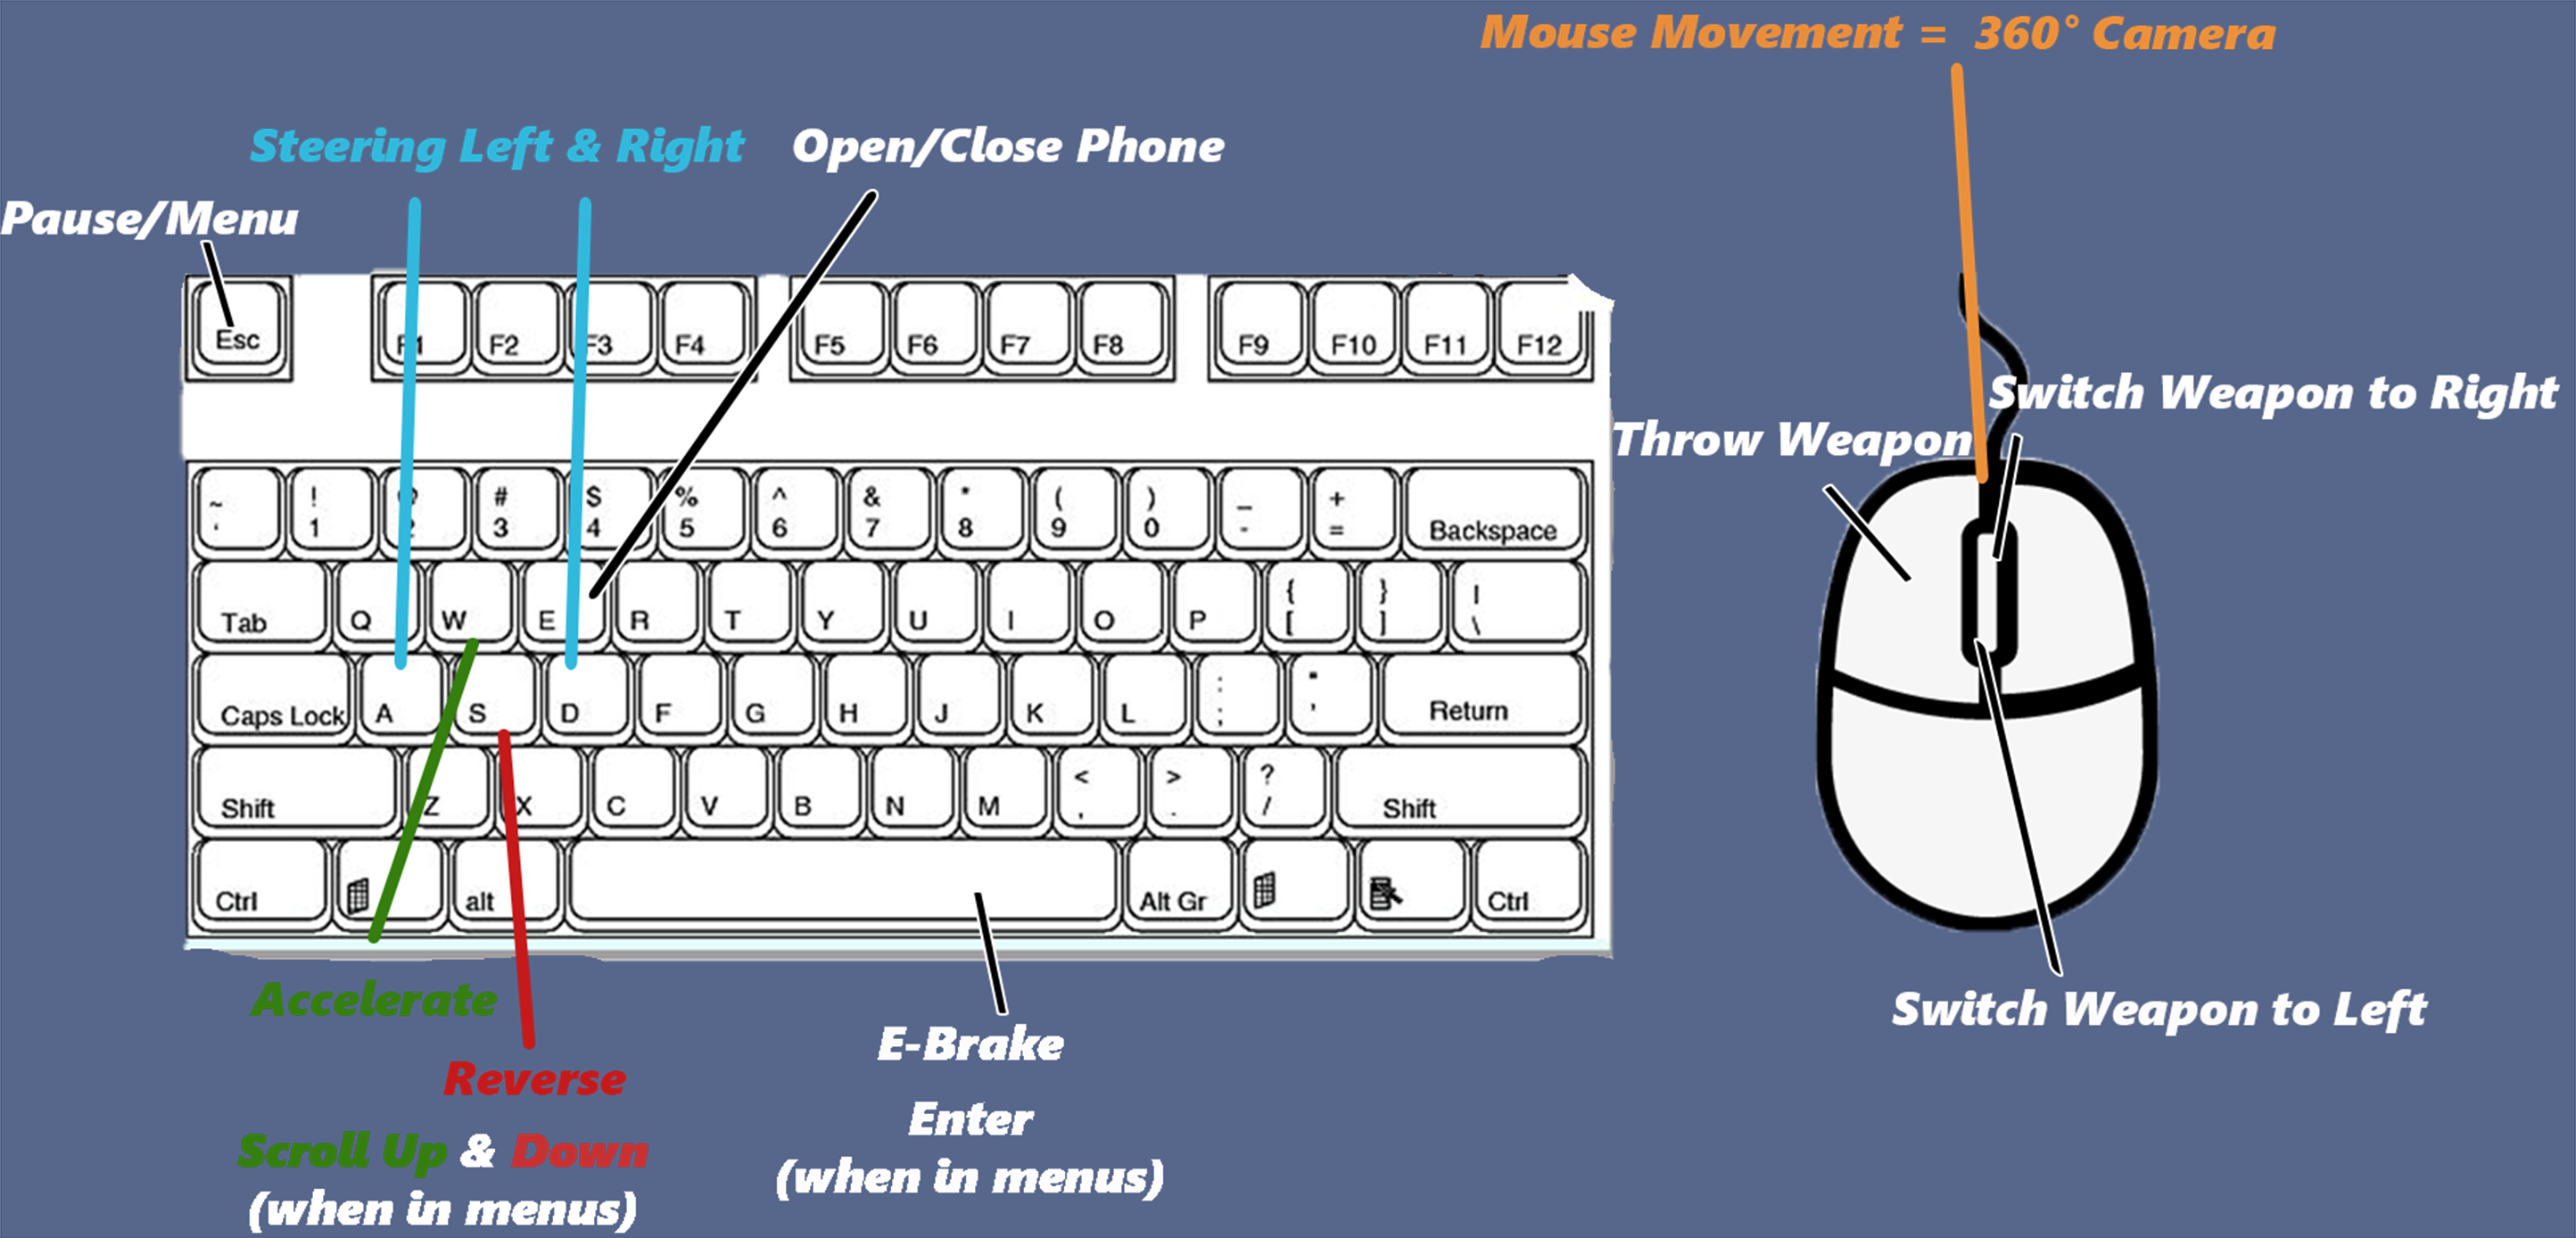 Mouse Movement = 360° Camera
Steering Left & Right
Open/Close Phone
Pause/Menu
Esc F1 F2 F3 F4 F5 F6 F7 F8 F9 F10 F11 F12
Switch Weapon to Right
Throw Weapon
~ ! @ # $ % ^ & * ( ) _ +
' 1 2 3 4 5 6 7 8 9 0 - = Backspace
{ } |
Tab Q W E R T Y U I O P [ ] \
: "
Caps Lock A S D F G H J K L ; ' Return
< > ?
Shift Z X C V B N M , . / Shift
Ctrl alt Alt Gr Ctrl
Accelerate
Switch Weapon to Left
Reverse
E-Brake
Scroll Up & Down
(when in menus)
Enter
(when in menus)